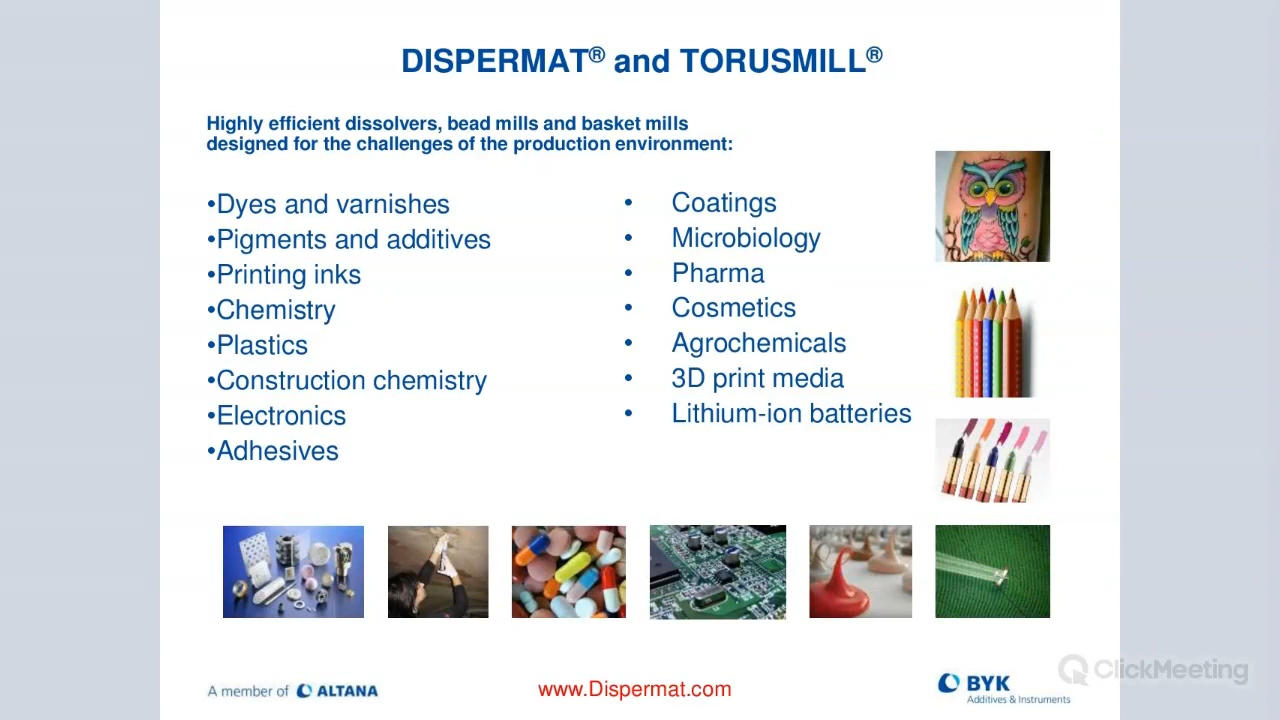 DISPERMAT® and TORUSMILL®
Highly efficient dissolvers, bead mills and basket mills
designed for the challenges of the production environment:
•Dyes and varnishes
•Pigments and additives
•Printing inks
•Chemistry
•Plastics
•Construction chemistry
•Electronics
•Adhesives
• Coatings
• Microbiology
• Pharma
• Cosmetics
• Agrochemicals
• 3D print media
• Lithium-ion batteries
A member of ALTANA
www.Dispermat.com
BYK
Additives & Instruments
ClickMeeting